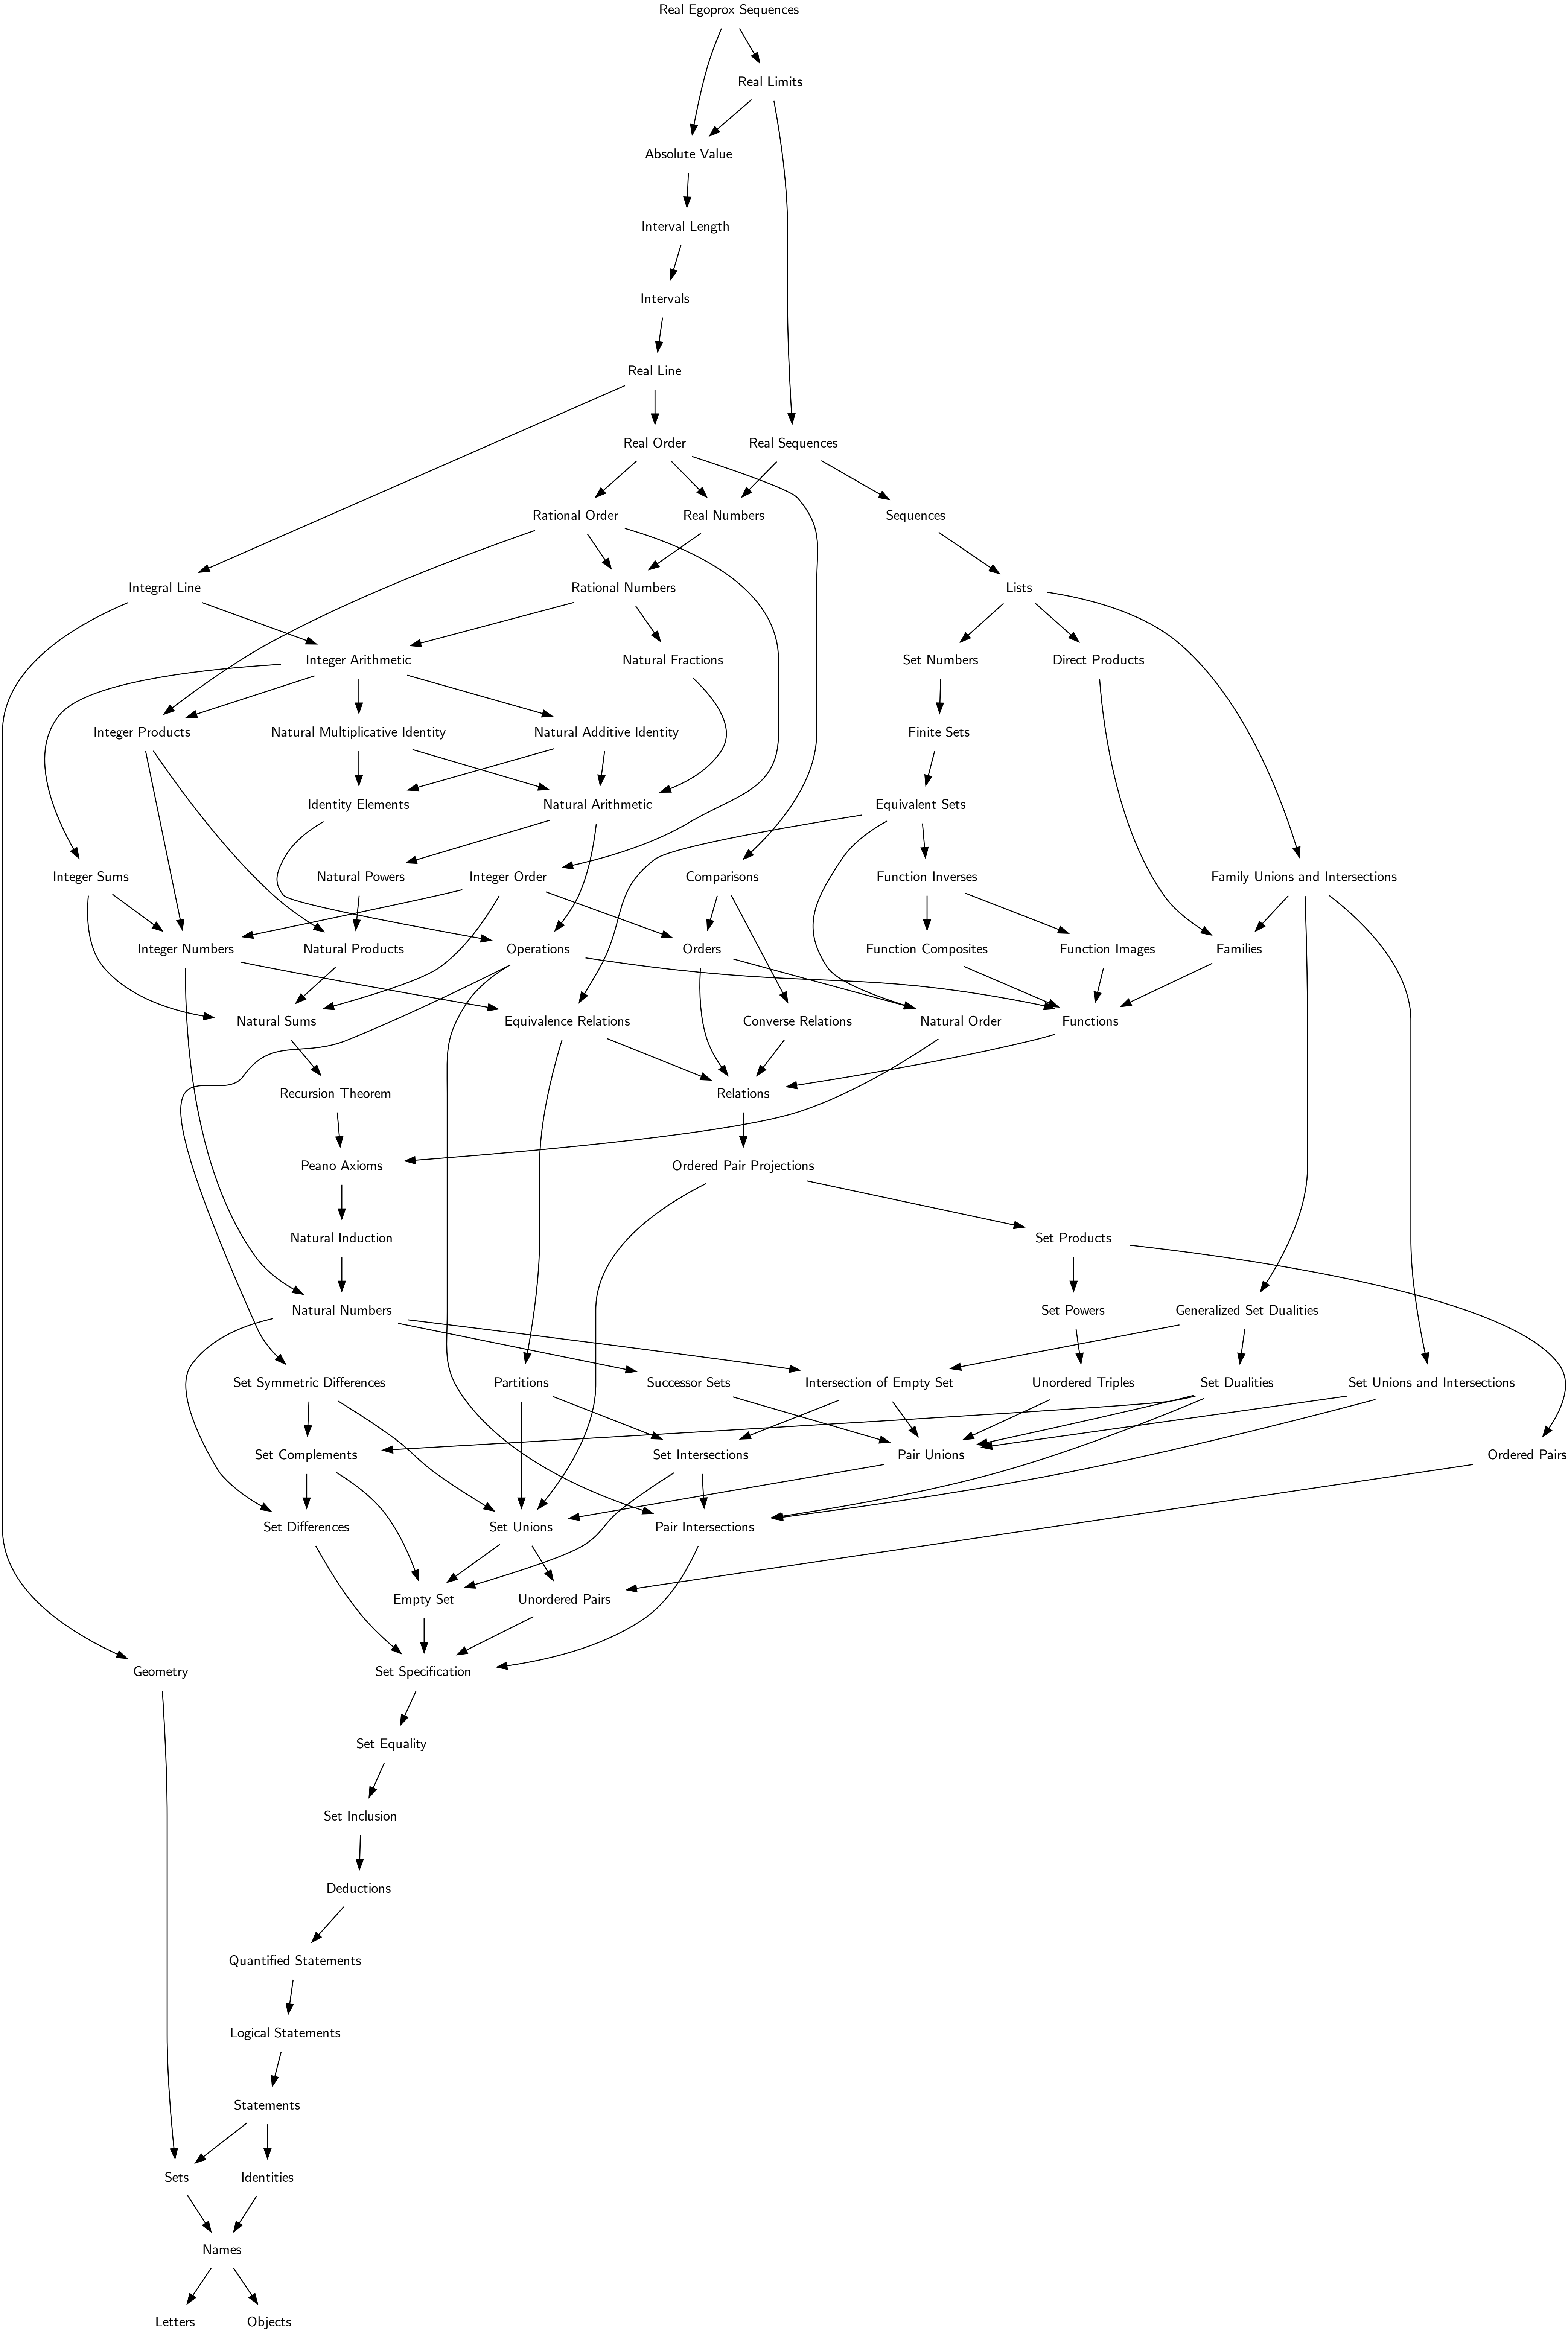 Real Egoprox Sequences
Real Limits
Absolute Value
Interval Length
Intervals
Real Line
Real Order
Real Sequences
Rational Order
Real Numbers
Sequences
Integral Line
Rational Numbers
Lists
Integer Arithmetic
Natural Fractions
Set Numbers
Direct Products
Integer Products
Natural Multiplicative Identity
Natural Additive Identity
Finite Sets
Identity Elements
Natural Arithmetic
Equivalent Sets
Integer Sums
Natural Powers
Integer Order
Comparisons
Function Inverses
Family Unions and Intersections
Integer Numbers
Natural Products
Operations
Orders
Function Composites
Function Images
Families
Natural Sums
Equivalence Relations
Converse Relations
Natural Order
Functions
Recursion Theorem
Relations
Peano Axioms
Ordered Pair Projections
Natural Induction
Set Products
Natural Numbers
Set Powers
Generalized Set Dualities
Set Symmetric Differences
Partitions
Successor Sets
Intersection of Empty Set
Unordered Triples
Set Dualities
Set Unions and Intersections
Set Complements
Set Intersections
Pair Unions
Ordered Pairs
Set Differences
Set Unions
Pair Intersections
Empty Set
Unordered Pairs
Geometry
Set Specification
Set Equality
Set Inclusion
Deductions
Quantified Statements
Logical Statements
Statements
Sets
Identities
Names
Letters
Objects